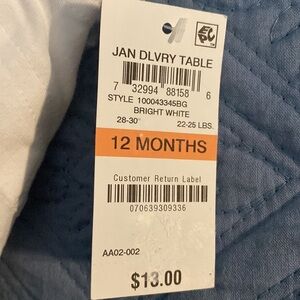 JAN DLVRY TABLE
7 32994 88158 6
STYLE 100043345BG
BRIGHT WHITE
28-30" 22-25 LBS.
12 MONTHS
Customer Return Label
070639309336
AA02-002
$13.00